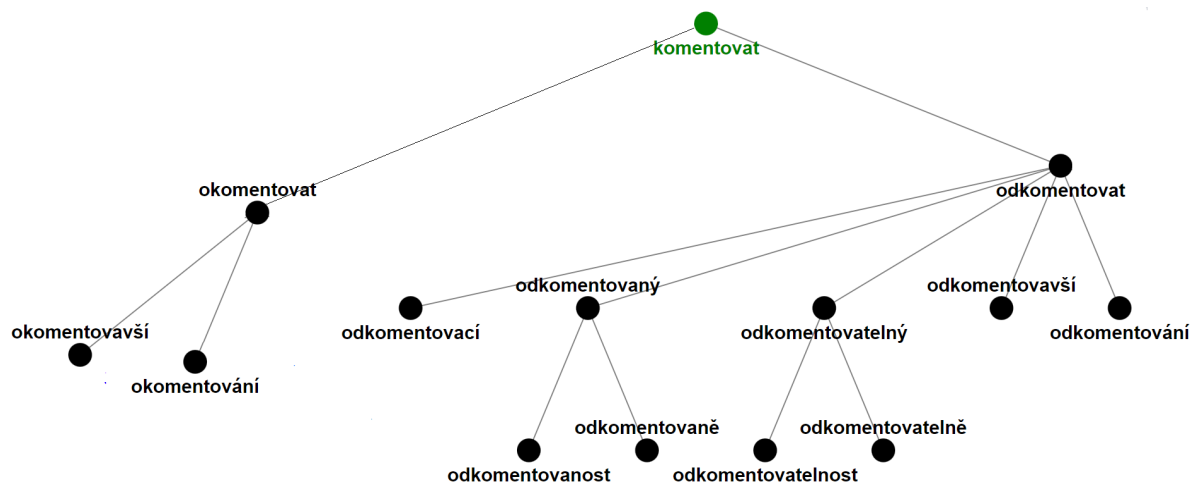 komentovat
okomentovat
odkomentovat
odkomentovaný
odkomentovavší
okomentovavší
odkomentovací
odkomentovatelný
odkomentování
okomentování
odkomentovaně
odkomentovatelně
odkomentovanost
odkomentovatelnost